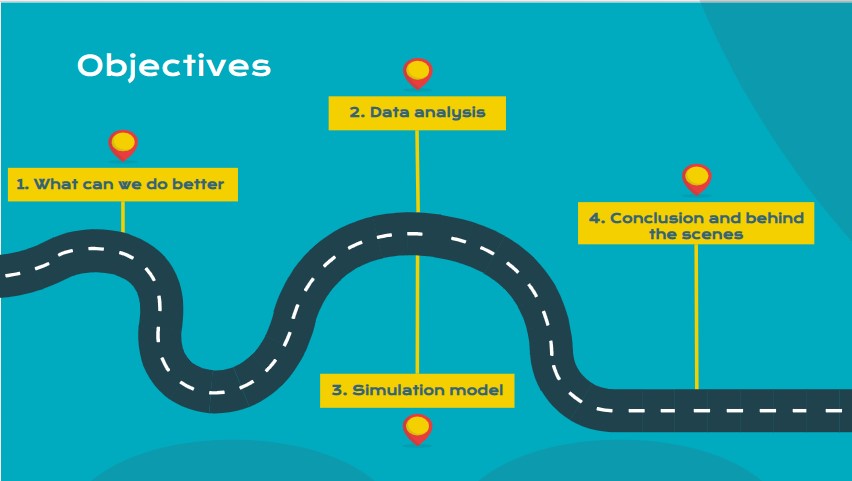 Objectives
1. What can we do better
2. Data analysis
3. Simulation model
4. Conclusion and behind
the scenes